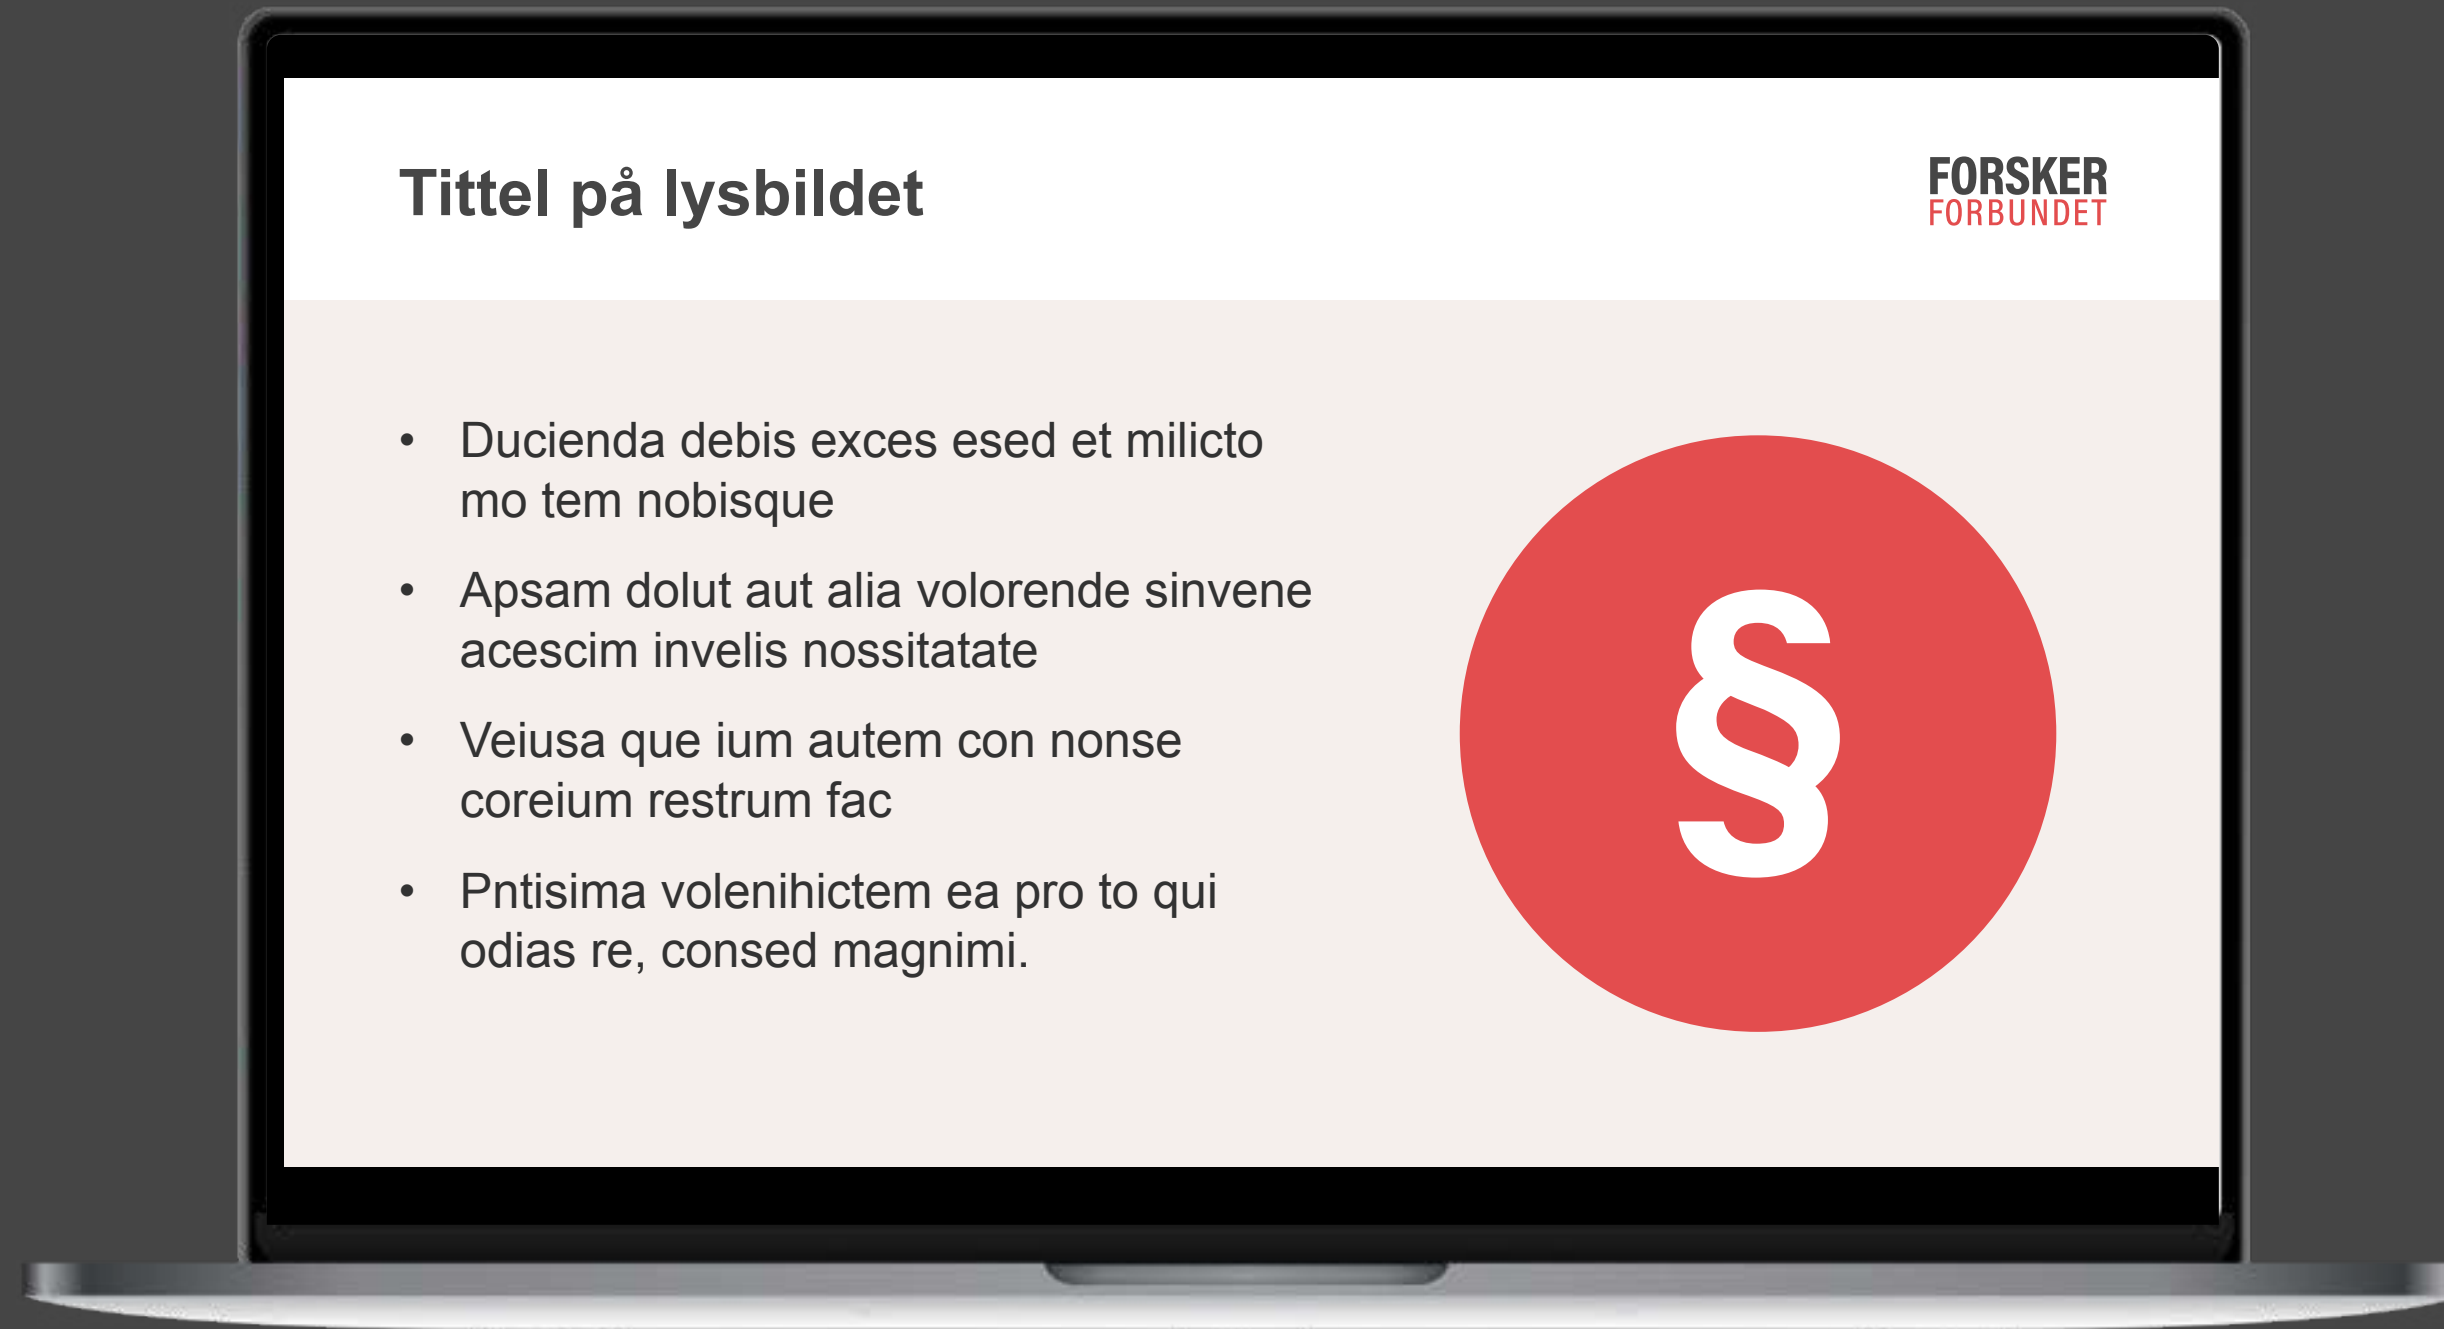 Tittel på lysbildet
FORSKER
FORBUNDET
• Ducienda debis exces esed et milicto
mo tem nobisque
• Apsam dolut aut alia volorende sinvene
acescim invelis nossitatate
• Veiusa que ium autem con nonse
coreium restrum fac
• Pntisima volenihictem ea pro to qui
odias re, consed magnimi.
§